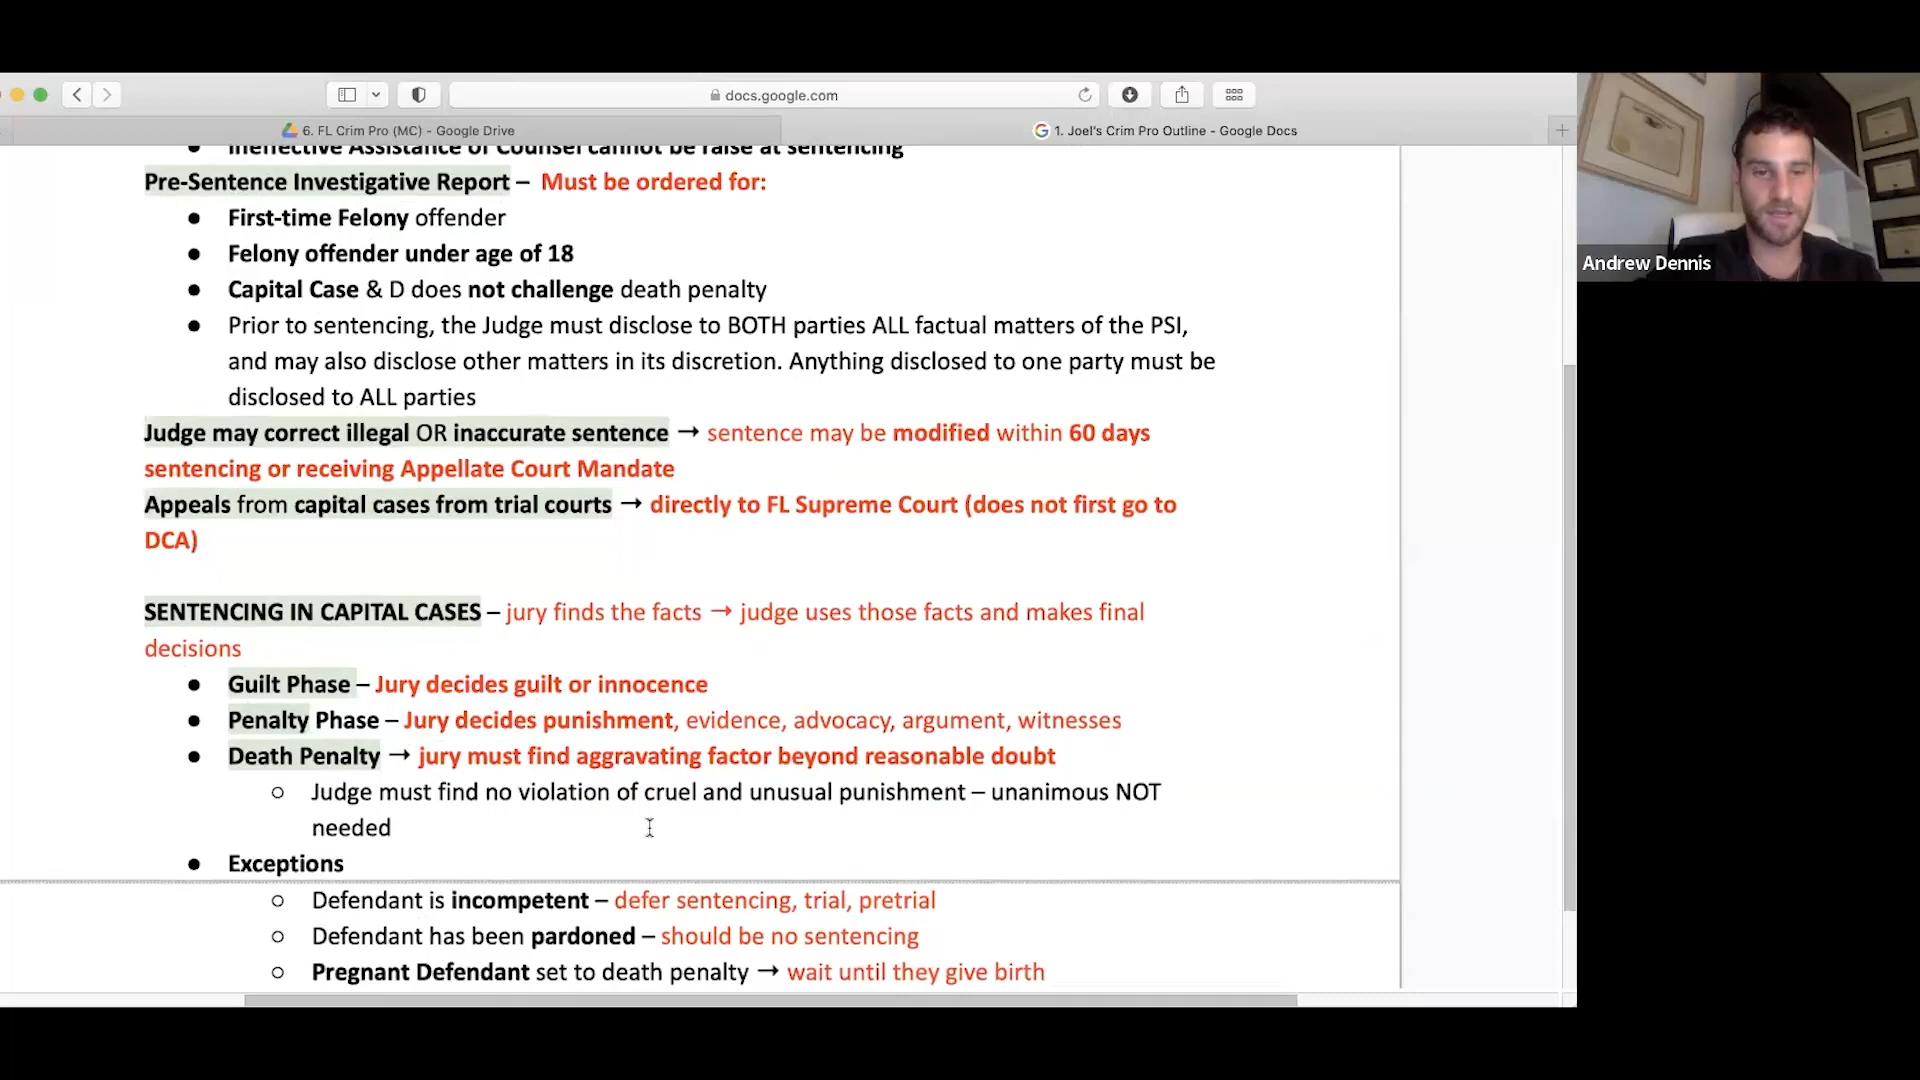 docs.google.com
6. FL Crim Pro (MC) - Google Drive
1. Joel's Crim Pro Outline - Google Docs
● Ineffective Assistance of Counsel cannot be raise at sentencing
Pre-Sentence Investigative Report – Must be ordered for:
● First-time Felony offender
● Felony offender under age of 18
● Capital Case & D does not challenge death penalty
● Prior to sentencing, the Judge must disclose to BOTH parties ALL factual matters of the PSI,
and may also disclose other matters in its discretion. Anything disclosed to one party must be
disclosed to ALL parties
Judge may correct illegal OR inaccurate sentence → sentence may be modified within 60 days
sentencing or receiving Appellate Court Mandate
Appeals from capital cases from trial courts → directly to FL Supreme Court (does not first go to
DCA)
SENTENCING IN CAPITAL CASES – jury finds the facts → judge uses those facts and makes final
decisions
● Guilt Phase – Jury decides guilt or innocence
● Penalty Phase – Jury decides punishment, evidence, advocacy, argument, witnesses
● Death Penalty → jury must find aggravating factor beyond reasonable doubt
○ Judge must find no violation of cruel and unusual punishment – unanimous NOT
needed
● Exceptions
○ Defendant is incompetent – defer sentencing, trial, pretrial
○ Defendant has been pardoned – should be no sentencing
○ Pregnant Defendant set to death penalty → wait until they give birth
Andrew Dennis